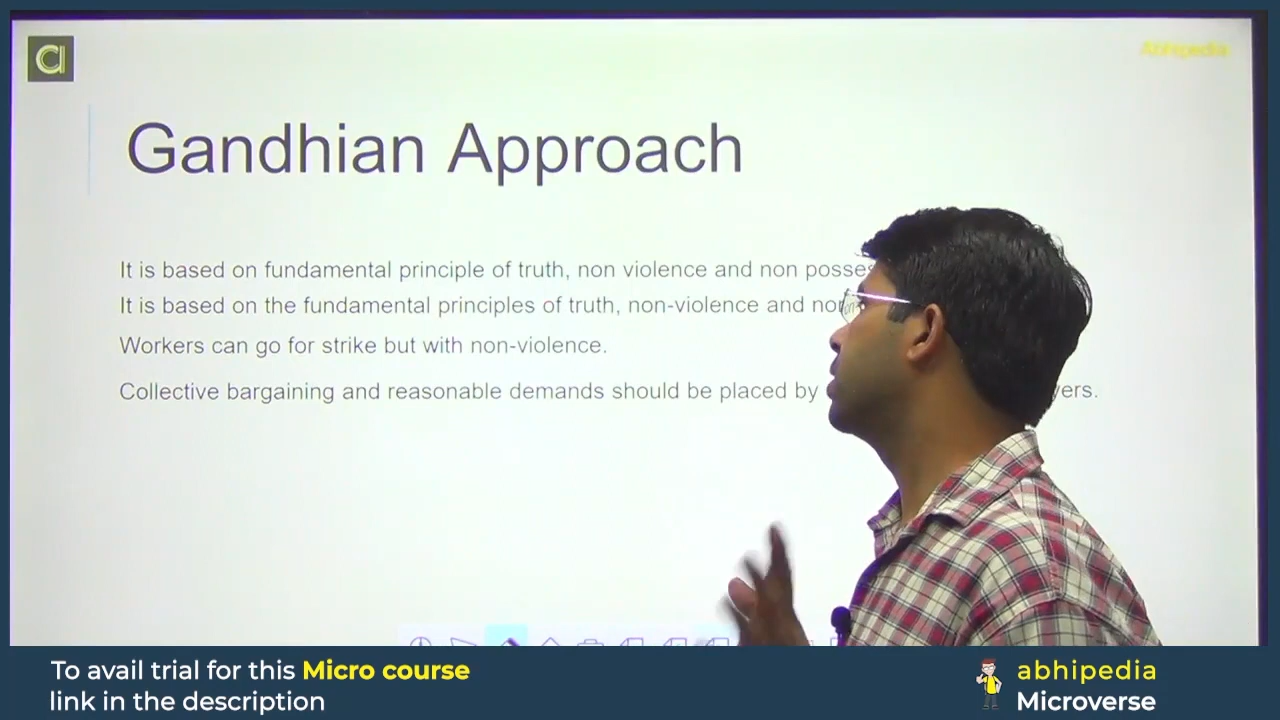 Abhipedia
Gandhian Approach
It is based on fundamental principle of truth, non violence and non
It is based on the fundamental principles of truth, non-violence and
Workers can go for strike but with non-violence.
Collective bargaining and reasonable demands should be placed by
To avail trial for this Micro course
link in the description
abhipedia
Microverse